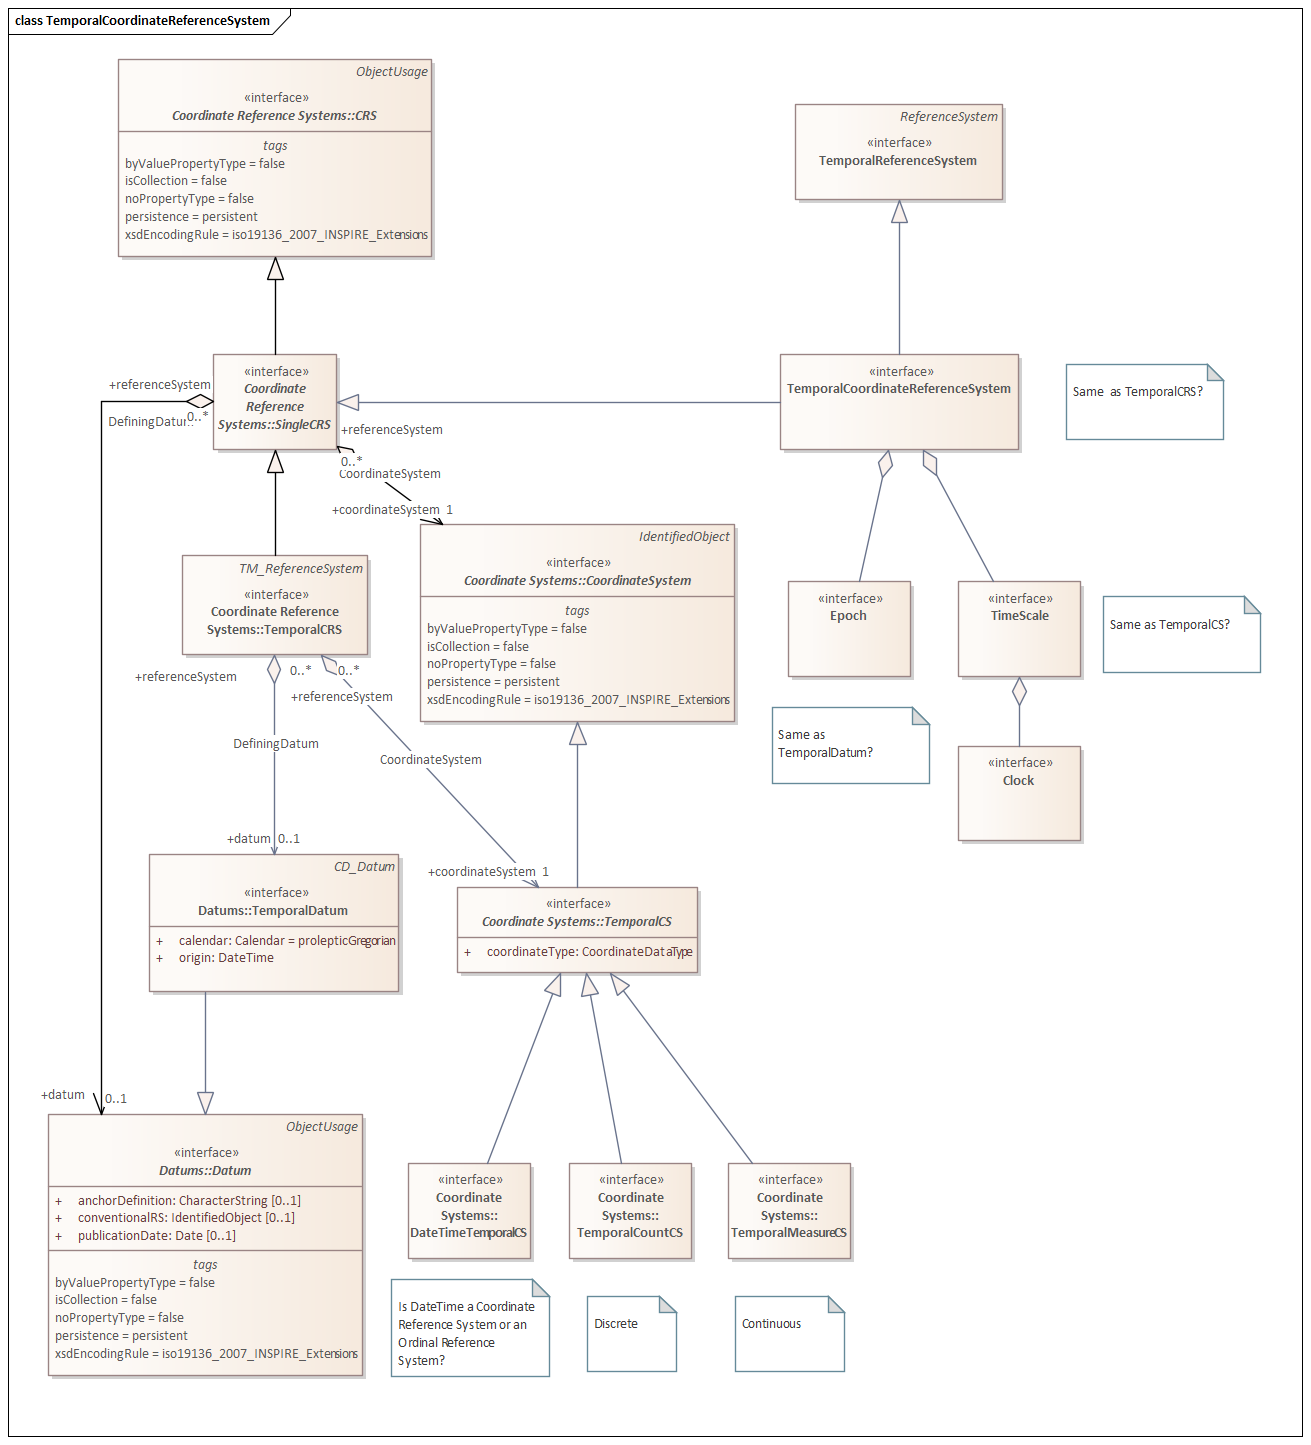 class TemporalCoordinateReferenceSystem
ObjectUsage
«interface»
Coordinate Reference Systems::CRS
tags
byValuePropertyType = false
isCollection = false
noPropertyType = false
persistence = persistent
xsdEncodingRule = iso19136_2007_INSPIRE_Extensions
ReferenceSystem
«interface»
TemporalReferenceSystem
«interface»
Coordinate
Reference
Systems::SingleCRS
+referenceSystem
0..*
+referenceSystem
0..*
CoordinateSystem
+coordinateSystem 1
«interface»
TemporalCoordinateReferenceSystem
Same as TemporalCRS?
IdentifiedObject
«interface»
Coordinate Systems::CoordinateSystem
tags
byValuePropertyType = false
isCollection = false
noPropertyType = false
persistence = persistent
xsdEncodingRule = iso19136_2007_INSPIRE_Extensions
TM_ReferenceSystem
«interface»
Coordinate Reference
Systems::TemporalCRS
+referenceSystem
0..*
0..*
+referenceSystem
DefiningDatum
CoordinateSystem
+datum 0..1
+coordinateSystem 1
«interface»
Epoch
«interface»
TimeScale
Same as TemporalCS?
Same as
TemporalDatum?
«interface»
Clock
CD_Datum
«interface»
Datums::TemporalDatum
+ calendar: Calendar = prolepticGregorian
+ origin: DateTime
«interface»
Coordinate Systems::TemporalCS
+ coordinateType: CoordinateDataType
+datum
0..1
ObjectUsage
«interface»
Datums::Datum
+ anchorDefinition: CharacterString [0..1]
+ conventionalRS: IdentifiedObject [0..1]
+ publicationDate: Date [0..1]
tags
byValuePropertyType = false
isCollection = false
noPropertyType = false
persistence = persistent
xsdEncodingRule = iso19136_2007_INSPIRE_Extensions
«interface»
Coordinate
Systems::
DateTimeTemporalCS
«interface»
Coordinate
Systems::
TemporalCountCS
«interface»
Coordinate
Systems::
TemporalMeasureCS
Is DateTime a Coordinate
Reference System or an
Ordinal Reference
System?
Discrete
Continuous